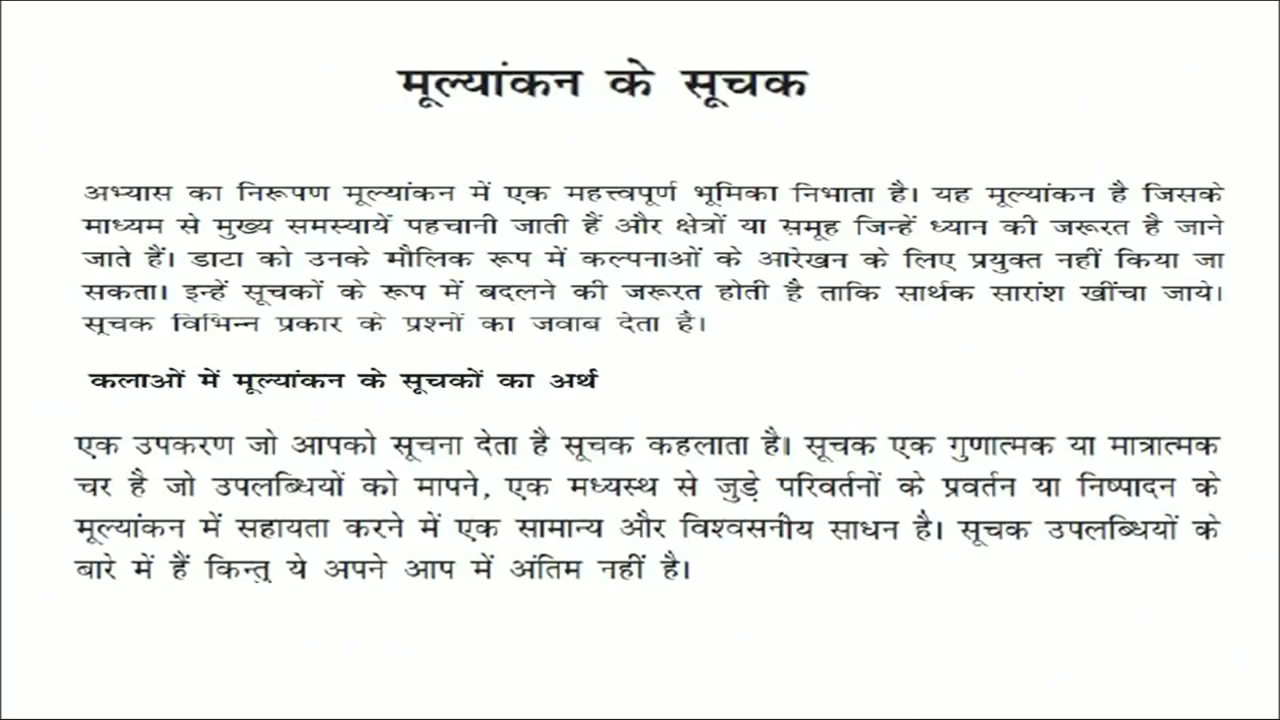 मूल्यांकन के सूचक
अभ्यास का निरूपण मूल्यांकन में एक महत्त्वपूर्ण भूमिका निभाता है। यह मूल्यांकन है जिसके
माध्यम से मुख्य समस्यायें पहचानी जाती हैं और क्षेत्रों या समूह जिन्हें ध्यान की जरूरत है जाने
जाते हैं। डाटा को उनके मौलिक रूप में कल्पनाओं के आरेखन के लिए प्रयुक्त नहीं किया जा
सकता। इन्हें सूचकों के रूप में बदलने की जरूरत होती है ताकि सार्थक सारांश खींचा जाये।
सूचक विभिन्न प्रकार के प्रश्नों का जवाब देता है।
कलाओं में मूल्यांकन के सूचकों का अर्थ
एक उपकरण जो आपको सूचना देता है सूचक कहलाता है। सूचक एक गुणात्मक या मात्रात्मक
चर है जो उपलब्धियों को मापने, एक मध्यस्थ से जुड़े परिवर्तनों के प्रवर्तन या निष्पादन के
मूल्यांकन में सहायता करने में एक सामान्य और विश्वसनीय साधन है। सूचक उपलब्धियों के
बारे में हैं किन्तु ये अपने आप में अंतिम नहीं है।